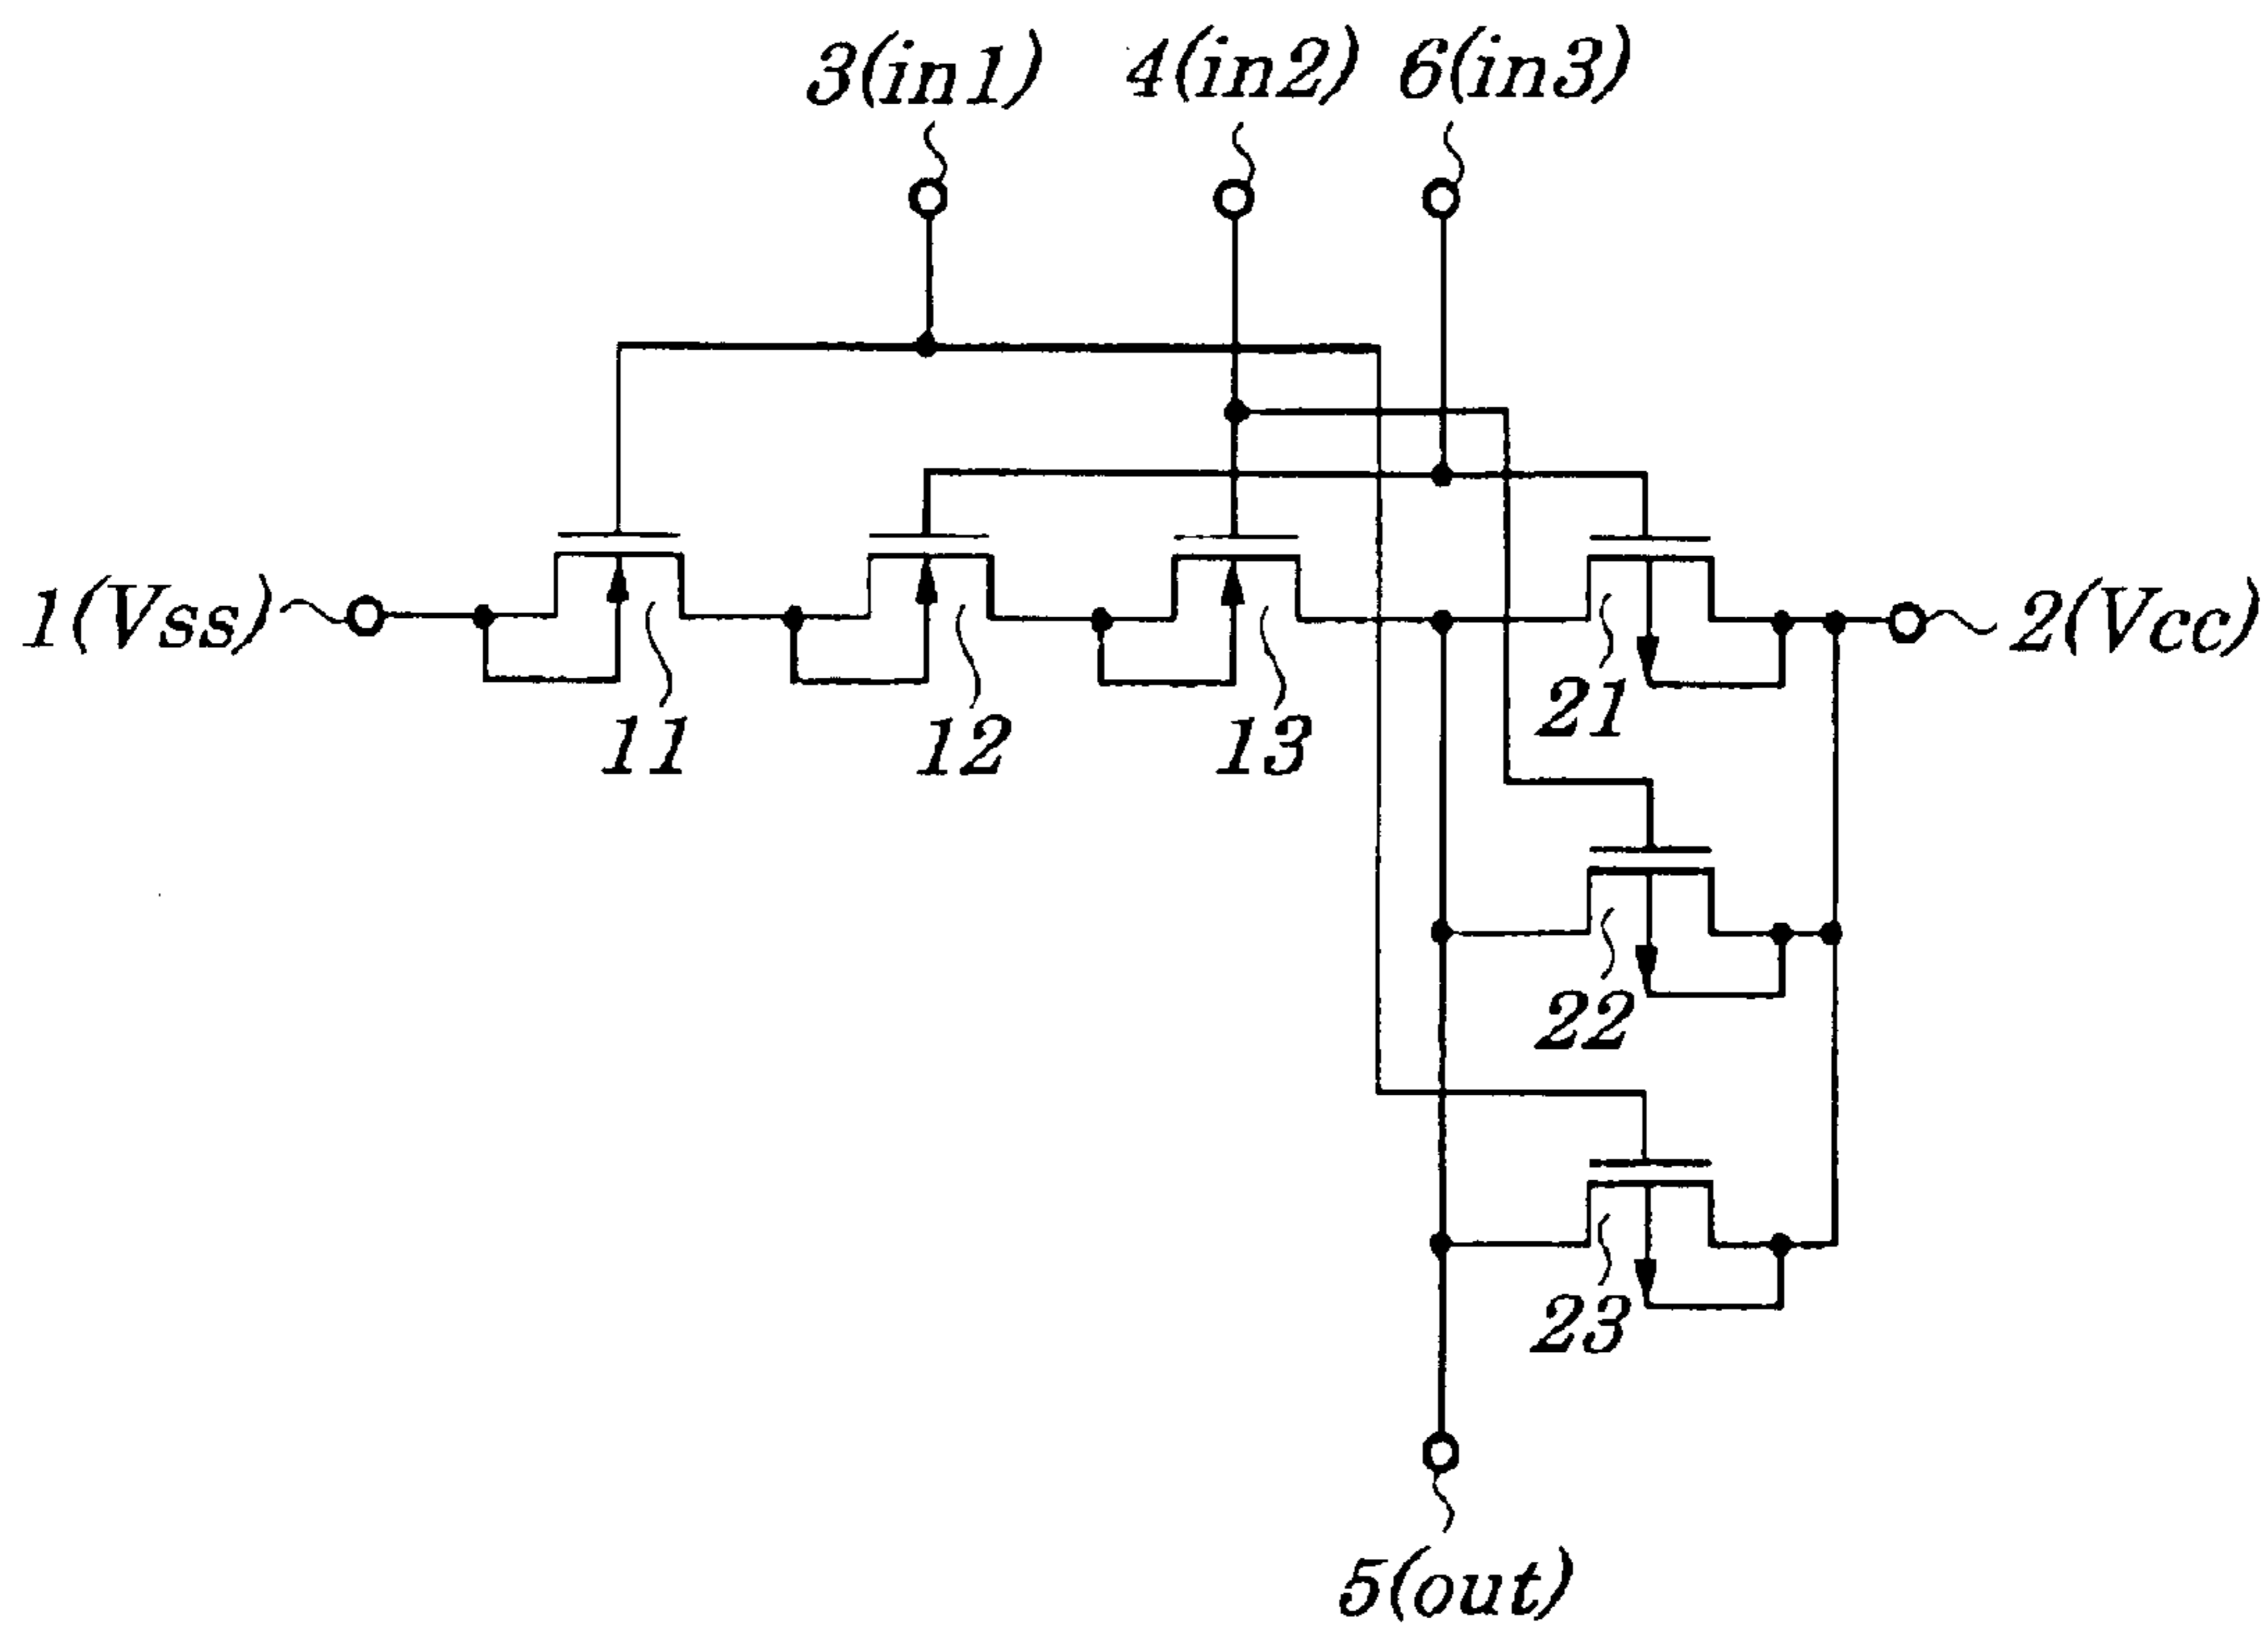 3(in1)
4(in2)
6(in3)
1(Vss)
2(Vcc)
11
12
13
21
22
23
5(out)